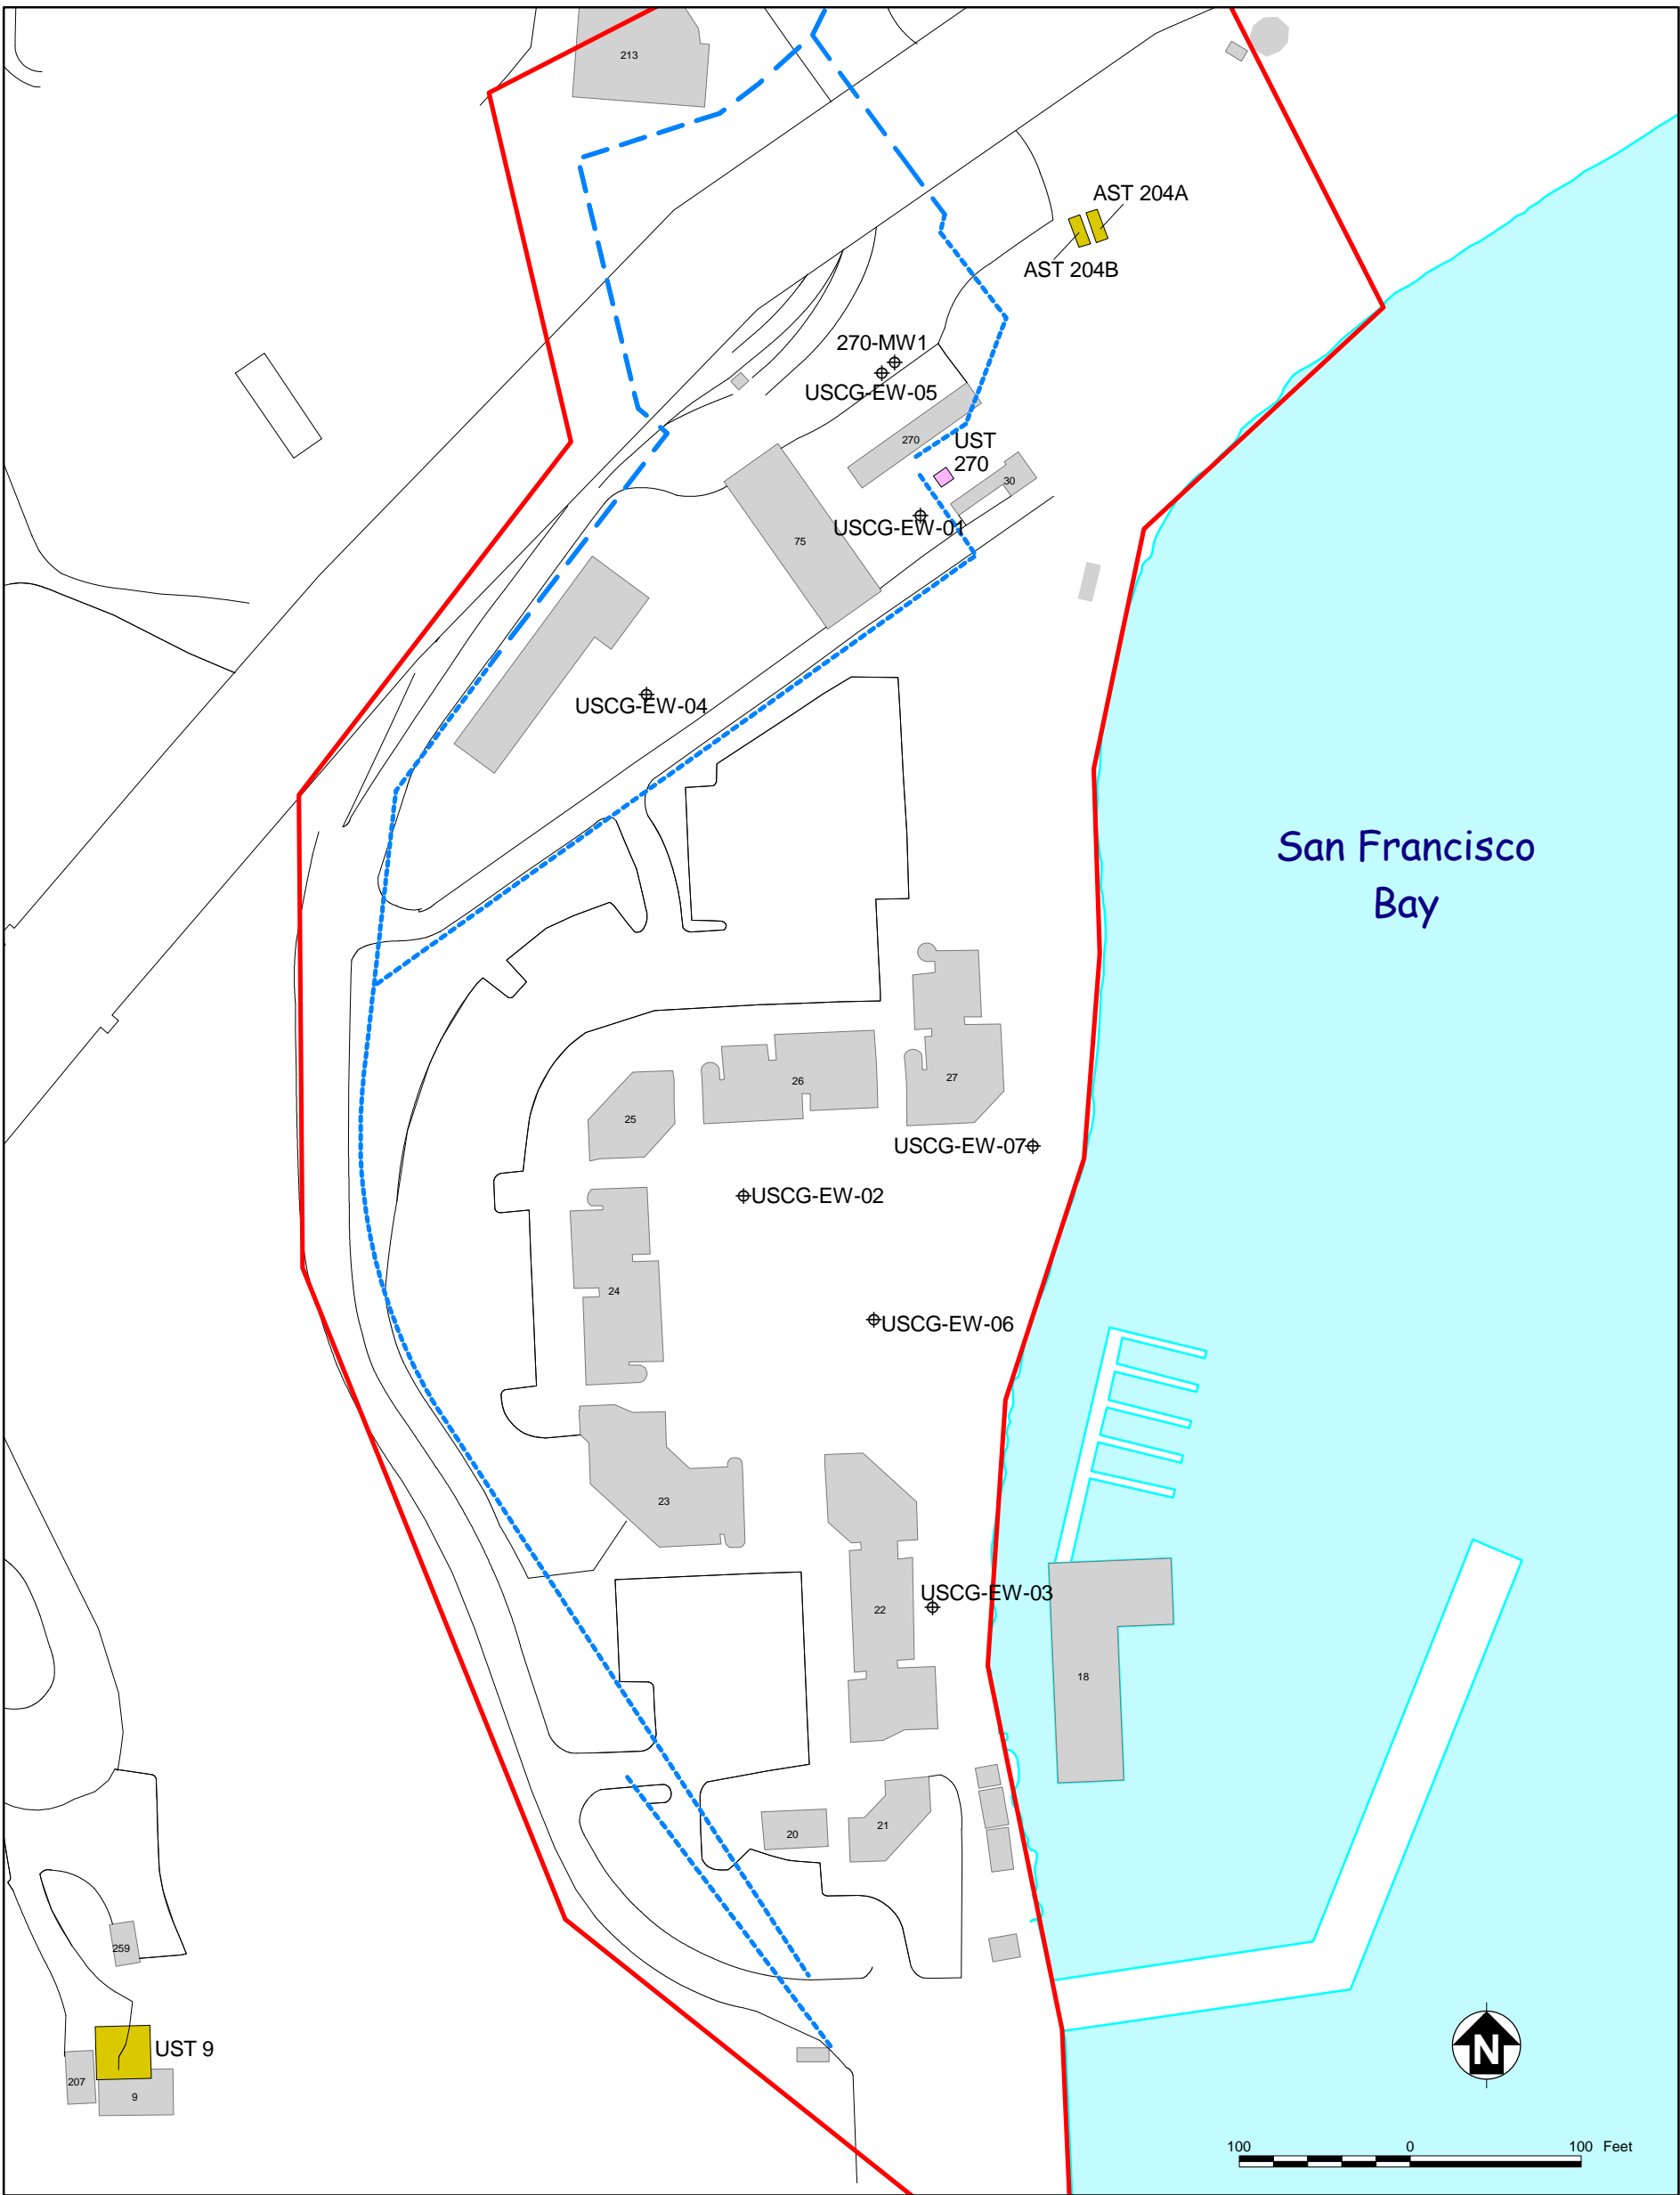 213
AST 204A
AST 204B
270-MW1
USCG-EW-05
270
UST
270
30
USCG-EW-01
75
USCG-EW-04
San Francisco
Bay
26
27
25
USCG-EW-07
USCG-EW-02
24
USCG-EW-06
23
USCG-EW-03
22
18
20
21
259
UST 9
207
9
N
100 0 100 Feet